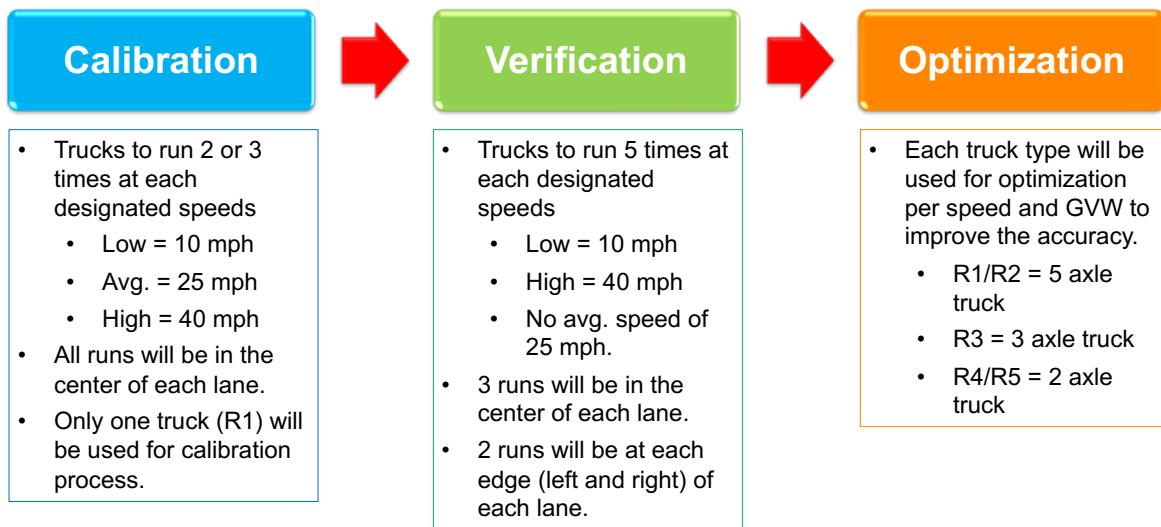 Calibration
• Trucks to run 2 or 3
times at each
designated speeds
• Low = 10 mph
• Avg. = 25 mph
• High = 40 mph
• All runs will be in the
center of each lane.
• Only one truck (R1) will
be used for calibration
process.
Verification
• Trucks to run 5 times at
each designated
speeds
• Low = 10 mph
• High = 40 mph
• No avg. speed of
25 mph.
• 3 runs will be in the
center of each lane.
• 2 runs will be at each
edge (left and right) of
each lane.
Optimization
• Each truck type will be
used for optimization
per speed and GVW to
improve the accuracy.
• R1/R2 = 5 axle
truck
• R3 = 3 axle truck
• R4/R5 = 2 axle
truck